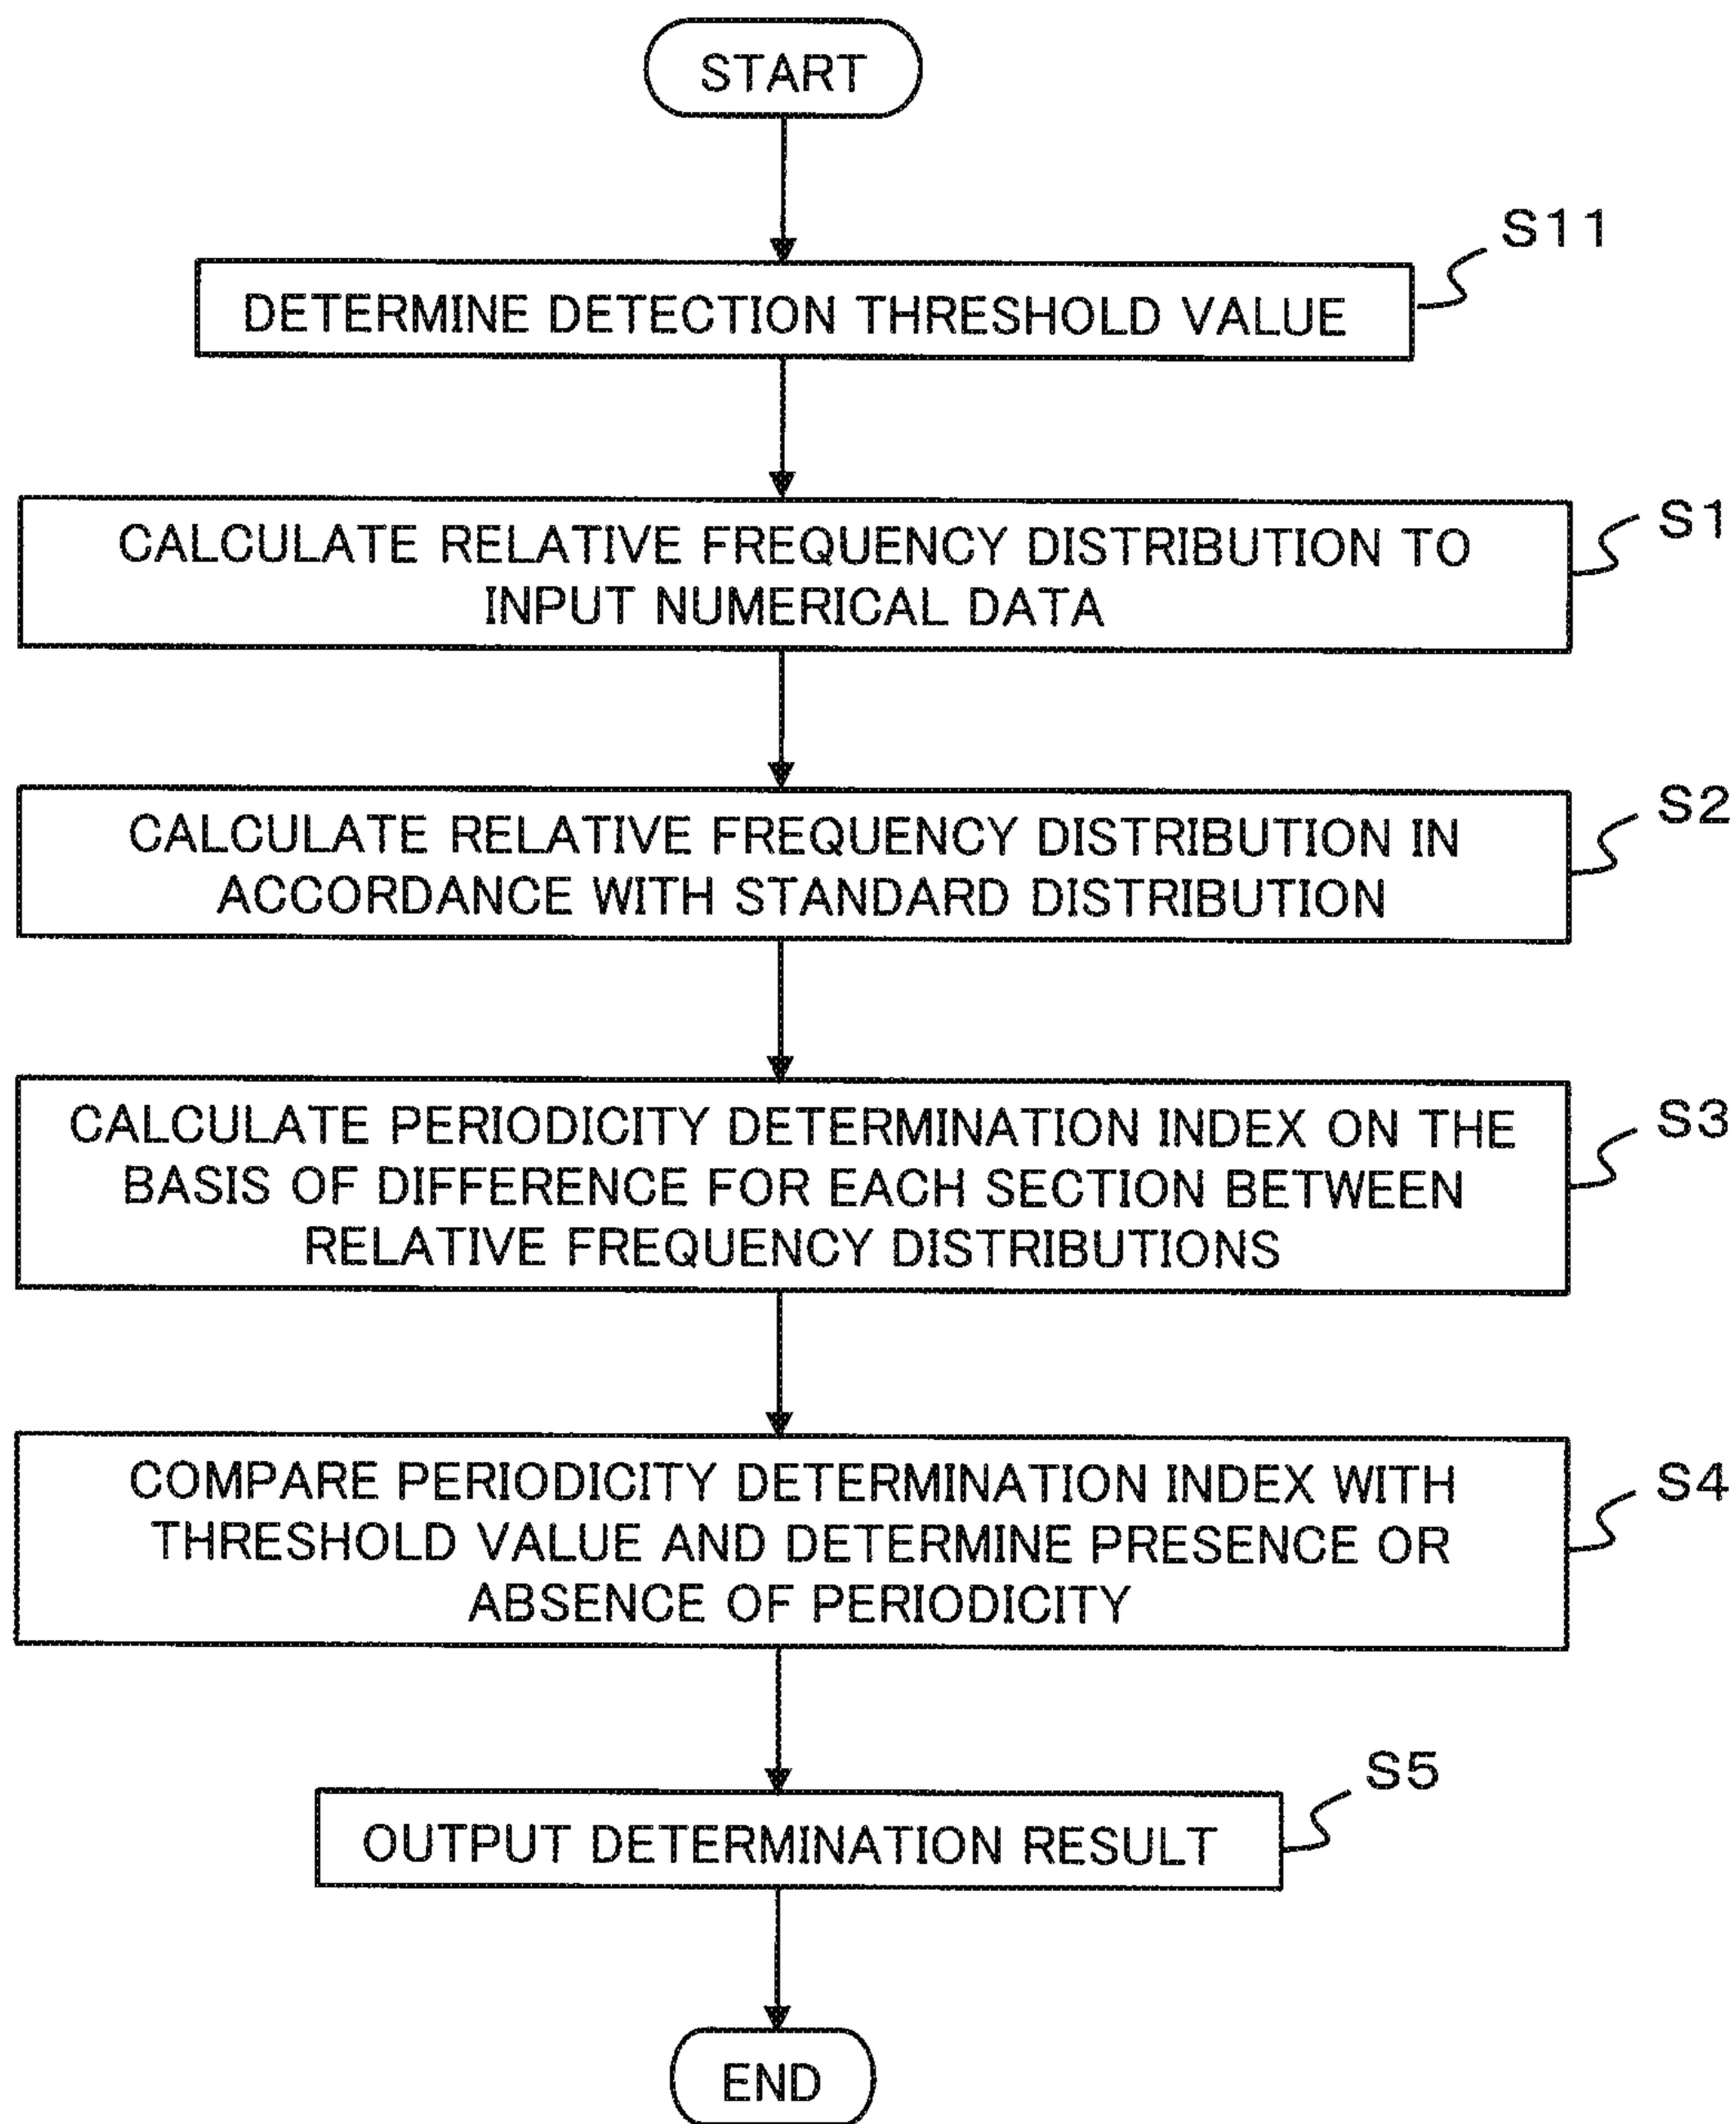 START
S11
DETERMINE DETECTION THRESHOLD VALUE
S1
CALCULATE RELATIVE FREQUENCY DISTRIBUTION TO
INPUT NUMERICAL DATA
S2
CALCULATE RELATIVE FREQUENCY DISTRIBUTION IN
ACCORDANCE WITH STANDARD DISTRIBUTION
S3
CALCULATE PERIODICITY DETERMINATION INDEX ON THE
BASIS OF DIFFERENCE FOR EACH SECTION BETWEEN
RELATIVE FREQUENCY DISTRIBUTIONS
S4
COMPARE PERIODICITY DETERMINATION INDEX WITH
THRESHOLD VALUE AND DETERMINE PRESENCE OR
ABSENCE OF PERIODICITY
S5
OUTPUT DETERMINATION RESULT
END